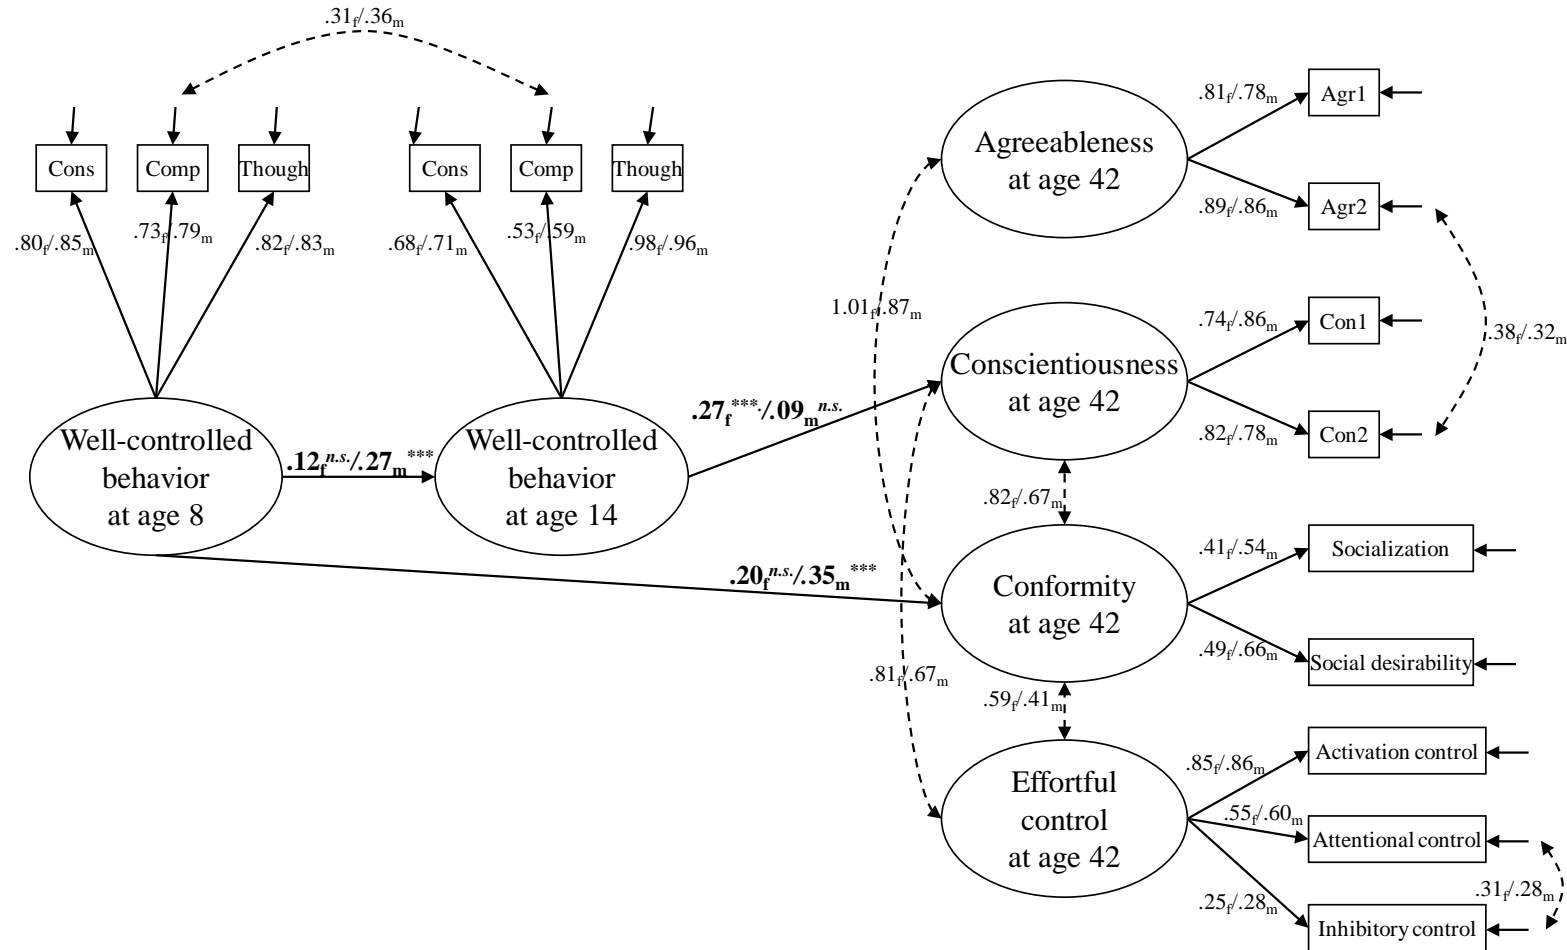 .31f/.36m
Cons
Comp
Though
Cons
Comp
Though
.80f/.85m
.73f/.79m
.82f/.83m
.68f/.71m
.53f/.59m
.98f/.96m
Well-controlled
behavior
at age 8
.12f n.s./.27m ***
Well-controlled
behavior
at age 14
.27f ***/.09m n.s.
.20f n.s./.35m ***
1.01f/.87m
.81f/.67m
Agreeableness
at age 42
.81f/.78m
Agr1
.89f/.86m
Agr2
Conscientiousness
at age 42
.74f/.86m
Con1
.82f/.78m
Con2
.38f/.32m
.82f/.67m
Conformity
at age 42
.41f/.54m
Socialization
.49f/.66m
Social desirability
.59f/.41m
Effortful
control
at age 42
.85f/.86m
Activation control
.55f/.60m
Attentional control
.25f/.28m
Inhibitory control
.31f/.28m